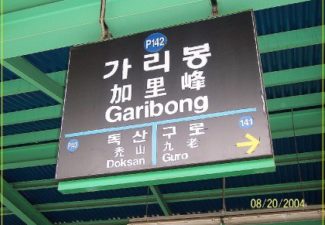 P142
가리봉
加里峰
Garibong
독산 구로
禿山 九老
Doksan Guro
141
08/20/2004